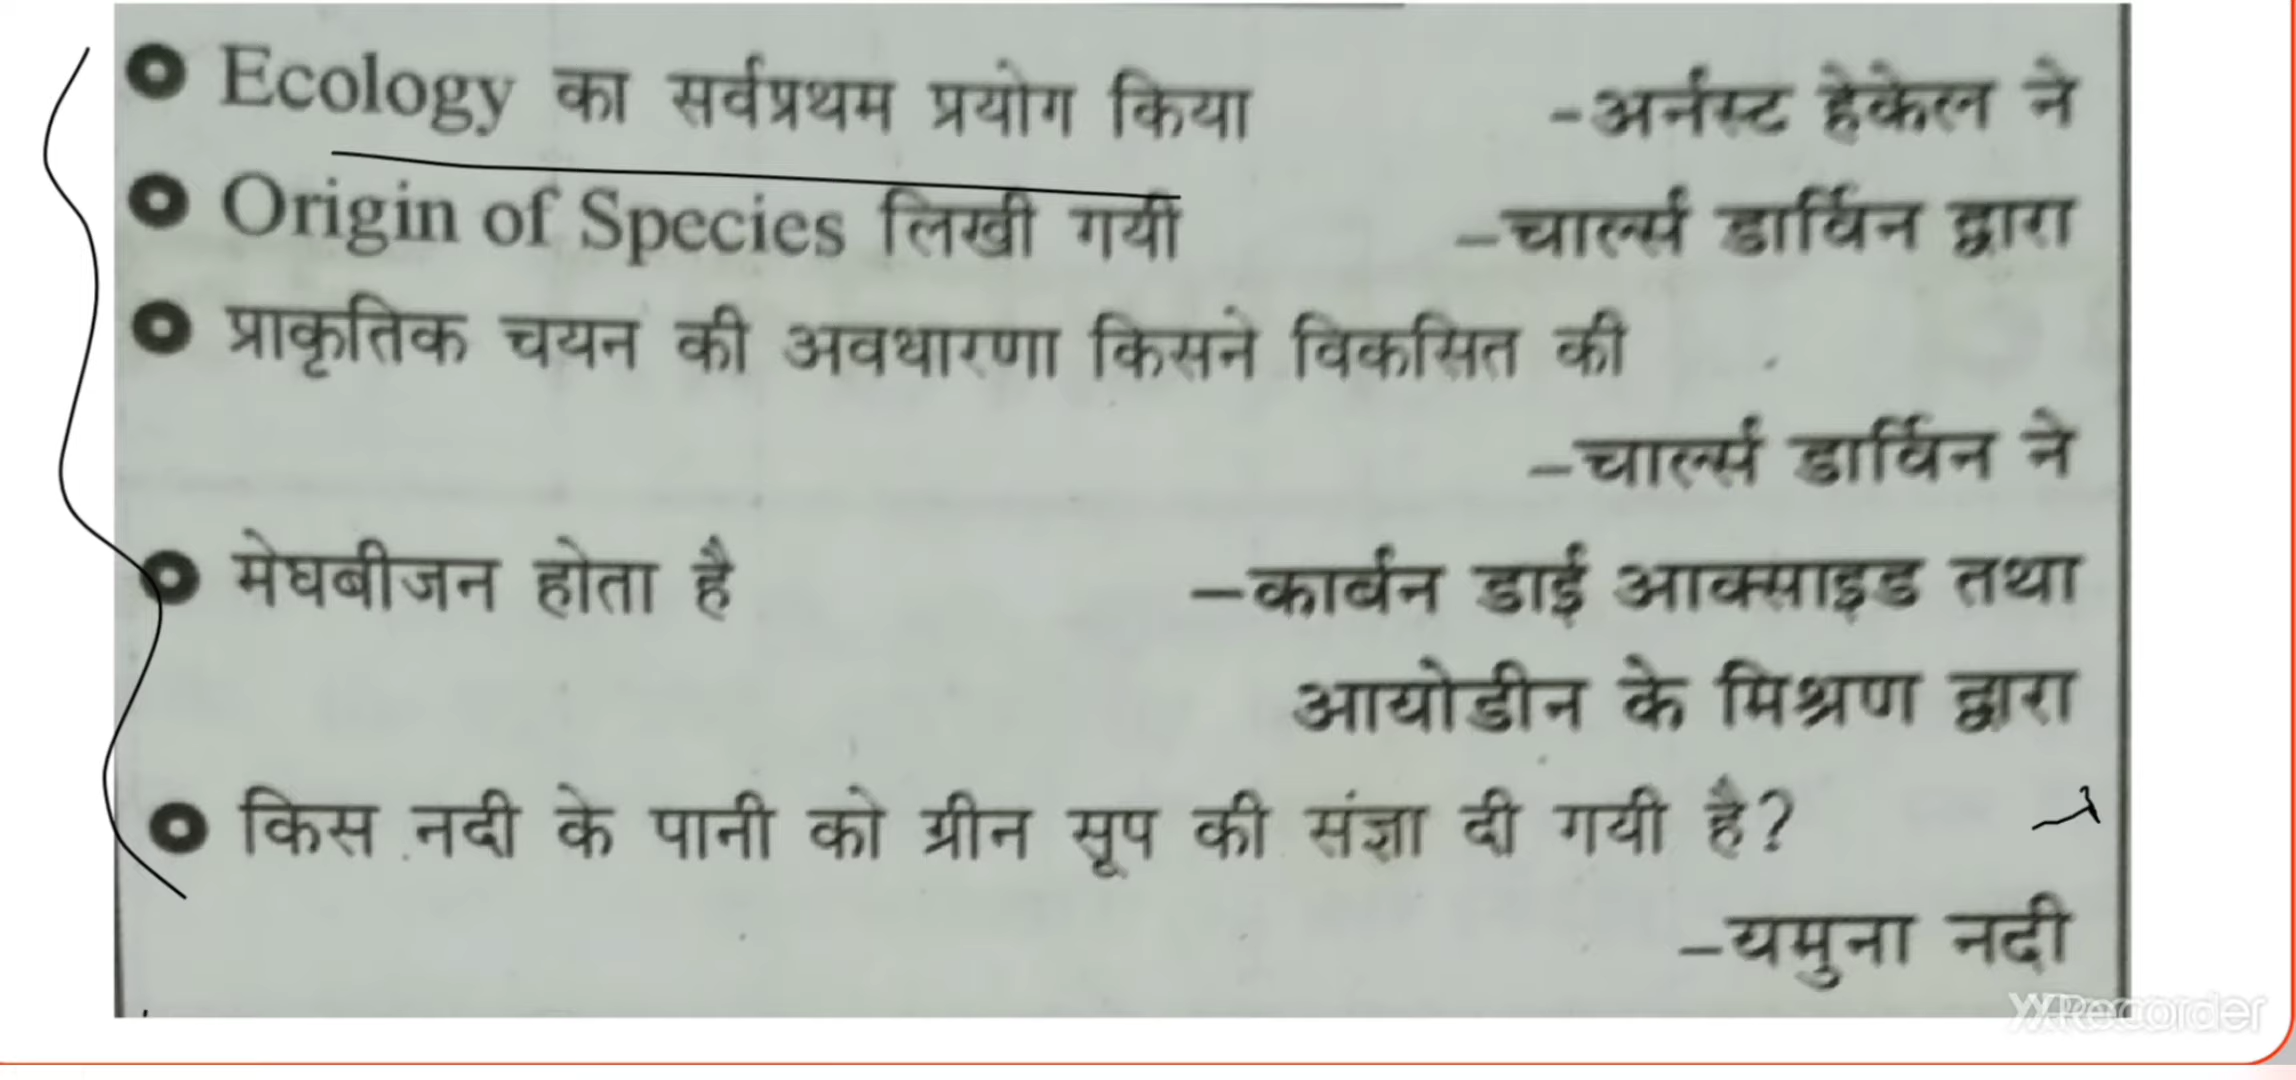 Ecology का सर्वप्रथम प्रयोग किया -अर्नस्ट हेकेल ने
Origin of Species लिखी गयी –चार्ल्स डार्विन द्वारा
प्राकृतिक चयन की अवधारणा किसने विकसित की
–चार्ल्स डार्विन ने
मेघबीजन होता है –कार्बन डाई आक्साइड तथा
आयोडीन के मिश्रण द्वारा
किस नदी के पानी को ग्रीन सूप की संज्ञा दी गयी है?
–यमुना नदी
XRecorder